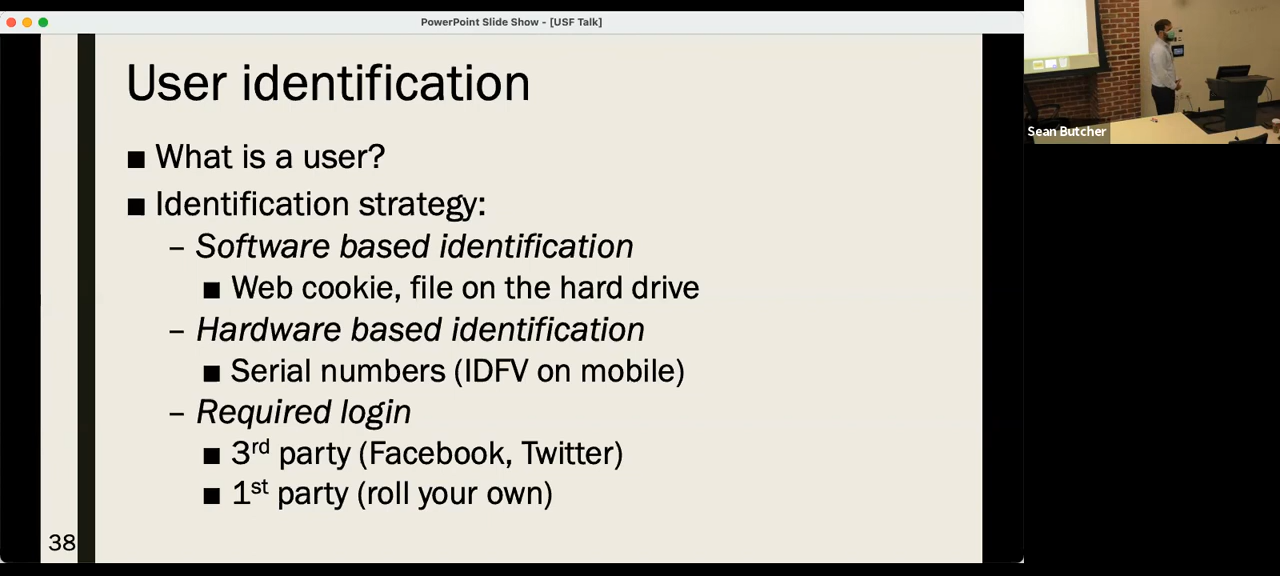 PowerPoint Slide Show - [USF Talk]
User identification
■ What is a user?
■ Identification strategy:
– Software based identification
■ Web cookie, file on the hard drive
– Hardware based identification
■ Serial numbers (IDFV on mobile)
– Required login
■ 3rd party (Facebook, Twitter)
■ 1st party (roll your own)
38
Sean Butcher